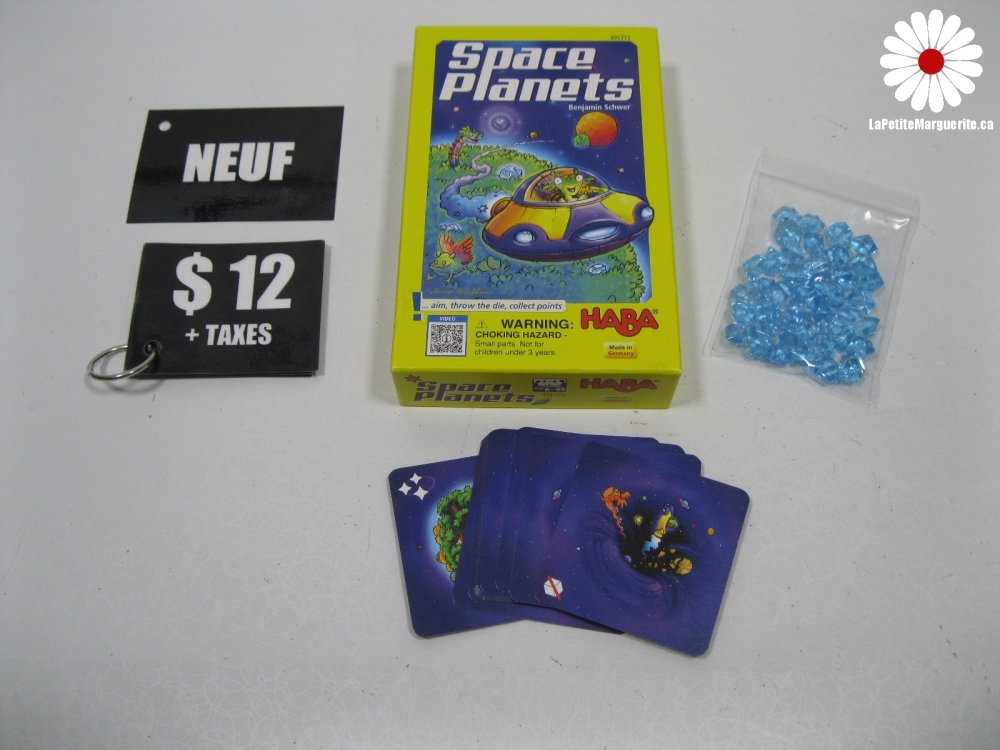 LaPetiteMarguerite.ca
NEUF
$ 12
+ TAXES
301773
Space
Planets
Benjamin Schwer
... aim, throw the die, collect points
VIDEO
WARNING:
CHOKING HAZARD -
Small parts. Not for
children under 3 years.
HABA
Made in
Germany
Space
Planets
HABA